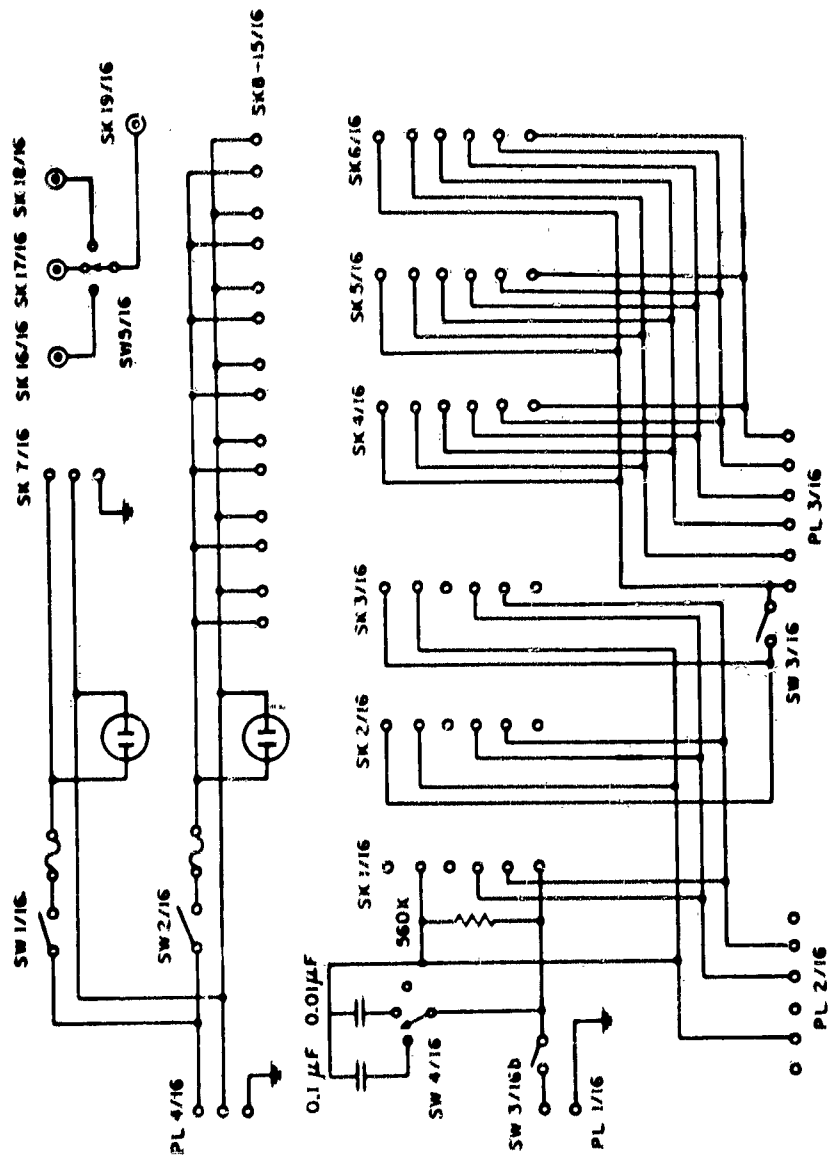 PL 4/16
SW 1/16
SW 2/16
SK 7/16
SK 16/16
SK 17/16
SK 18/16
SK 19/16
SW5/16
SK8-15/16
0.1 µF
0.01µF
SW 4/16
560K
SW 3/16b
PL 1/16
SK 1/16
SK 2/16
SK 3/16
SK 4/16
SK 5/16
SK 6/16
SW 3/16
PL 2/16
PL 3/16